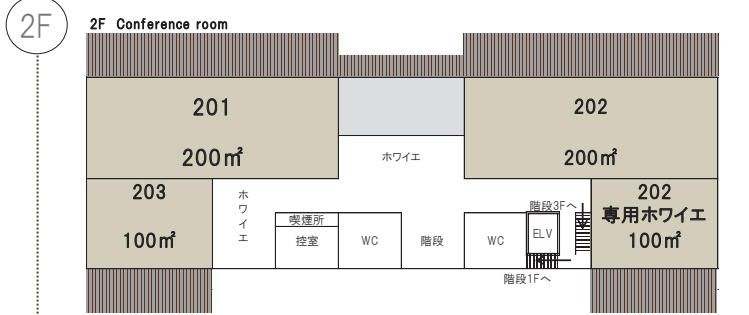 2F
2F Conference room
201
202
200㎡
ホワイエ
200㎡
203
ホワイエ
202
階段3Fへ
専用ホワイエ
喫煙所
100㎡
控室
WC
階段
WC
ELV
100㎡
階段1Fへ